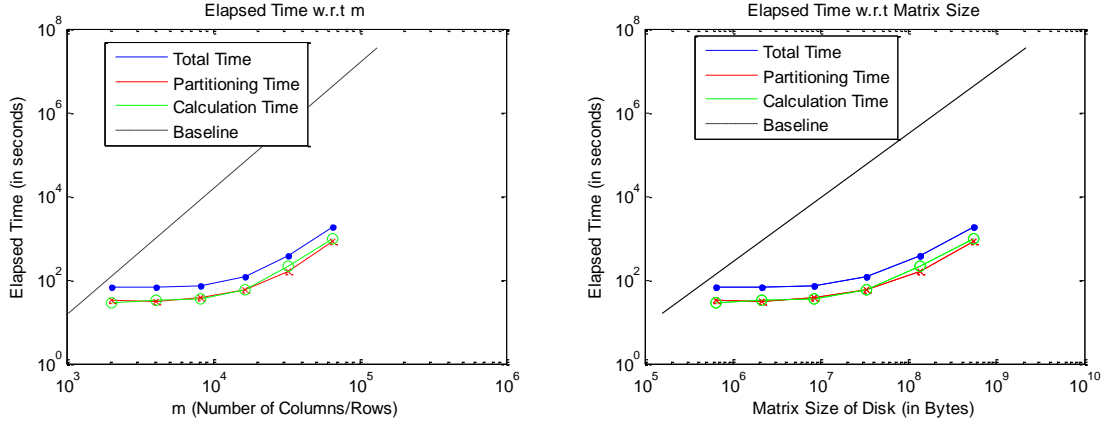 Elapsed Time w.r.t m
10^8
10^6
10^4
10^2
10^0
Elapsed Time (in seconds)
Total Time
Partitioning Time
Calculation Time
Baseline
10^3
10^4
10^5
10^6
m (Number of Columns/Rows)
Elapsed Time w.r.t Matrix Size
10^8
10^6
10^4
10^2
10^0
Elapsed Time (in seconds)
Total Time
Partitioning Time
Calculation Time
Baseline
10^5
10^6
10^7
10^8
10^9
10^10
Matrix Size of Disk (in Bytes)